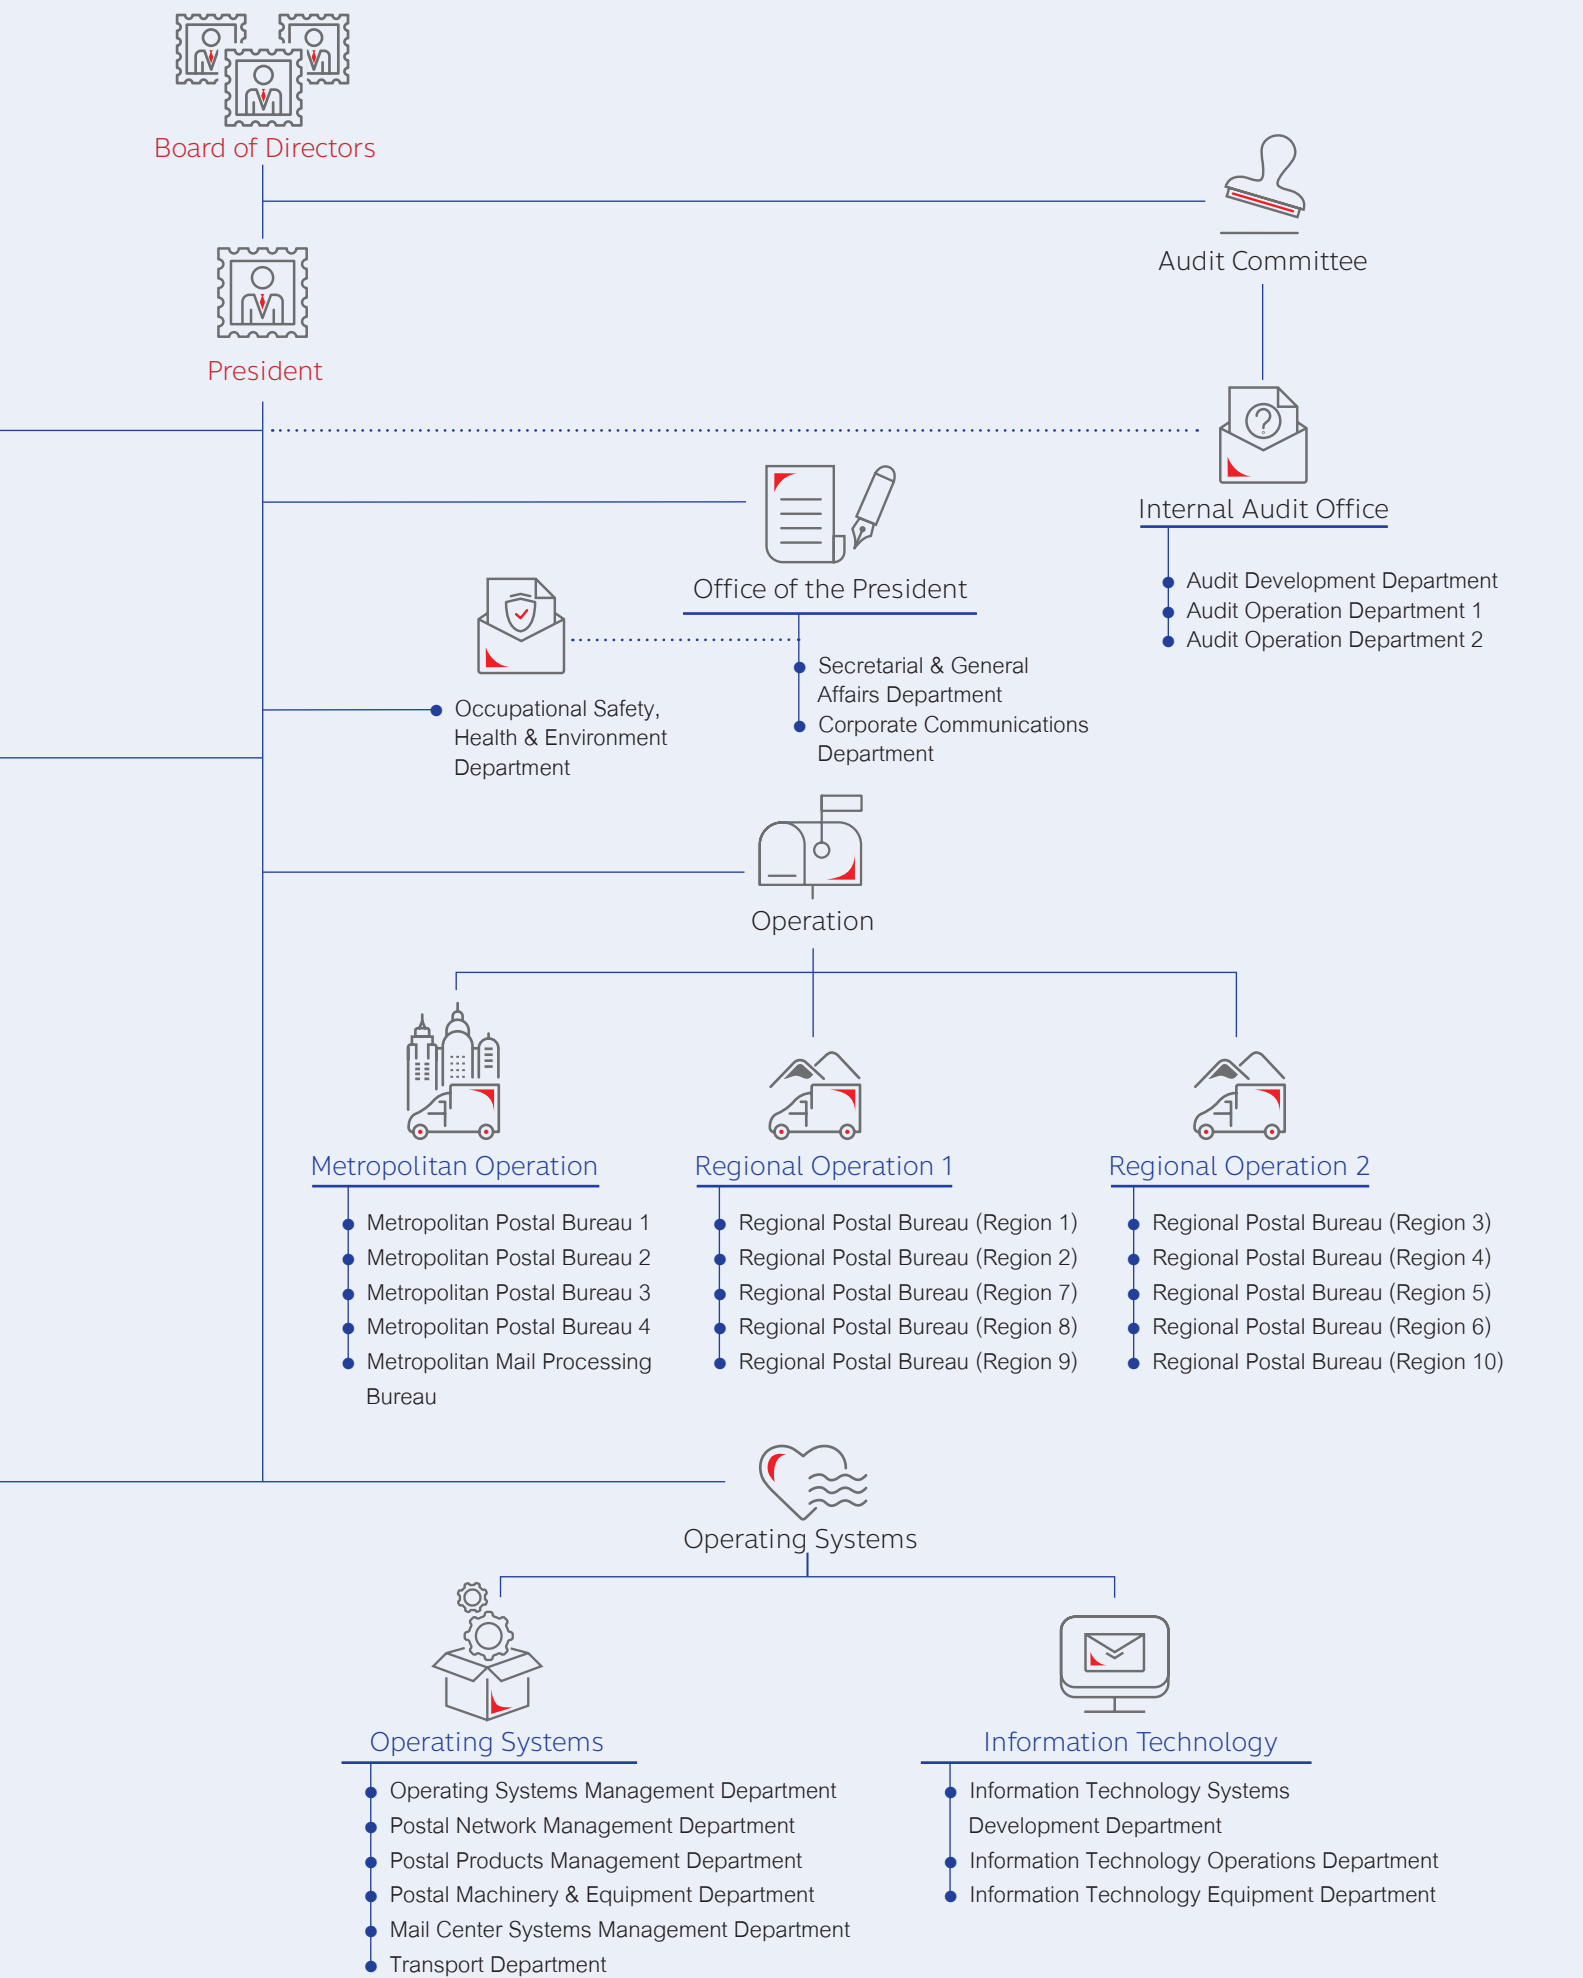 Board of Directors
Audit Committee
President
Internal Audit Office
Audit Development Department
Audit Operation Department 1
Audit Operation Department 2
Office of the President
Secretarial & General
Affairs Department
Corporate Communications
Department
Occupational Safety,
Health & Environment
Department
Operation
Metropolitan Operation
Metropolitan Postal Bureau 1
Metropolitan Postal Bureau 2
Metropolitan Postal Bureau 3
Metropolitan Postal Bureau 4
Metropolitan Mail Processing
Bureau
Regional Operation 1
Regional Postal Bureau (Region 1)
Regional Postal Bureau (Region 2)
Regional Postal Bureau (Region 7)
Regional Postal Bureau (Region 8)
Regional Postal Bureau (Region 9)
Regional Operation 2
Regional Postal Bureau (Region 3)
Regional Postal Bureau (Region 4)
Regional Postal Bureau (Region 5)
Regional Postal Bureau (Region 6)
Regional Postal Bureau (Region 10)
Operating Systems
Operating Systems
Operating Systems Management Department
Postal Network Management Department
Postal Products Management Department
Postal Machinery & Equipment Department
Mail Center Systems Management Department
Transport Department
Information Technology
Information Technology Systems
Development Department
Information Technology Operations Department
Information Technology Equipment Department